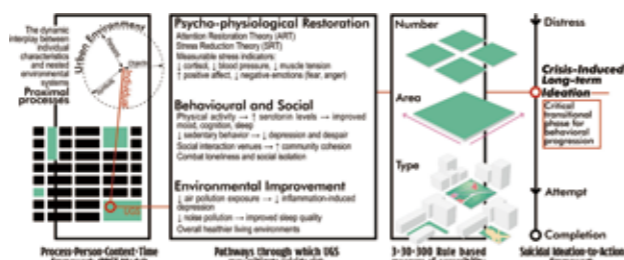 The dynamic
interplay between
individual
characteristics
and nested
environmental
systems
Proximal
processes
Urban Environment
UGS
Process-Person-Context-Time
Psycho-physiological Restoration
Attention Restoration Theory (ART)
Stress Reduction Theory (SRT)
Measurable stress indicators:
↓ cortisol, ↓ blood pressure, ↓ muscle tension
↑ positive affect, ↓ negative emotions (fear, anger)
Behavioural and Social
Physical activity → ↑ serotonin levels → improved
mood, cognition, sleep
↓ sedentary behavior → ↓ depression and despair
Social interaction venues → ↑ community cohesion
Combat loneliness and social isolation
Environmental Improvement
↓ air pollution exposure → ↓ inflammation-induced
depression
↓ noise pollution → improved sleep quality
Overall healthier living environments
Pathways through which UGS
Number
Area
Type
3-30-300 Rule based
Distress
Crisis-Induced
Long-term
Ideation
Critical
transitional
phase for
behavioral
progression
Attempt
Completion
Suicidal Ideation-to-Action